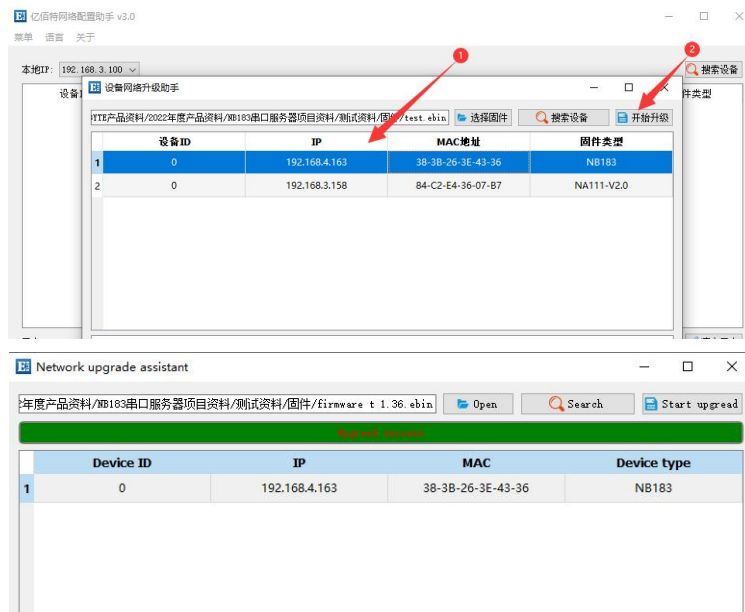 亿佰特网络配置助手 v3.0
菜单 语言 关于
1
2
本地IP: 192.168.3.100
搜索设备
设备网络升级助手
件类型
YTE产品资料/2022年度产品资料/NB183串口服务器项目资料/测试资料/固件/test.ebin 选择固件 搜索设备 开始升级
设备ID IP MAC地址 固件类型
1 0 192.168.4.163 38-3B-26-3E-43-36 NB183
2 0 192.168.3.158 84-C2-E4-36-07-B7 NA111-V2.0
Network upgrade assistant
年度产品资料/NB183串口服务器项目资料/测试资料/固件/firmware t 1.36.ebin Open Search Start upgread
Device ID IP MAC Device type
1 0 192.168.4.163 38-3B-26-3E-43-36 NB183